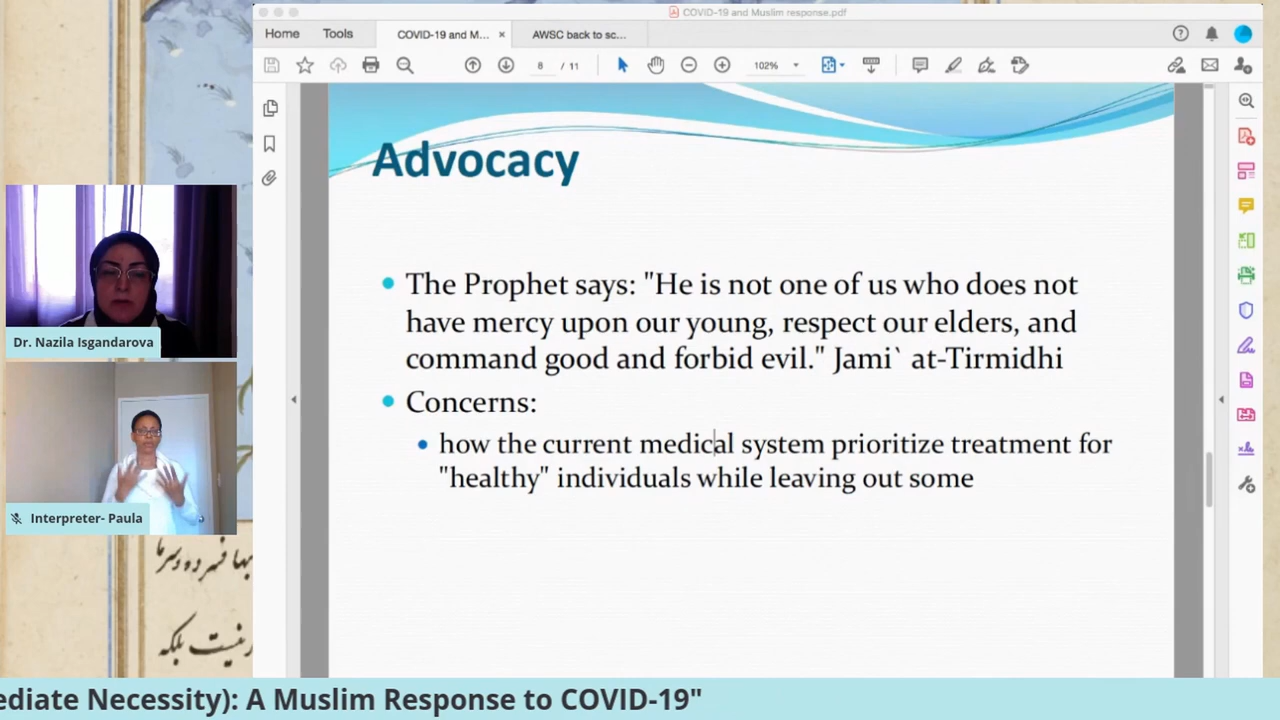 COVID-19 and Muslim response.pdf
Home Tools COVID-19 and M... × AWSC back to sc...
8 / 11 102%
Advocacy
• The Prophet says: "He is not one of us who does not
have mercy upon our young, respect our elders, and
command good and forbid evil." Jami` at-Tirmidhi
• Concerns:
• how the current medical system prioritize treatment for
"healthy" individuals while leaving out some
Dr. Nazila Isgandarova
Interpreter- Paula
ediate Necessity): A Muslim Response to COVID-19"